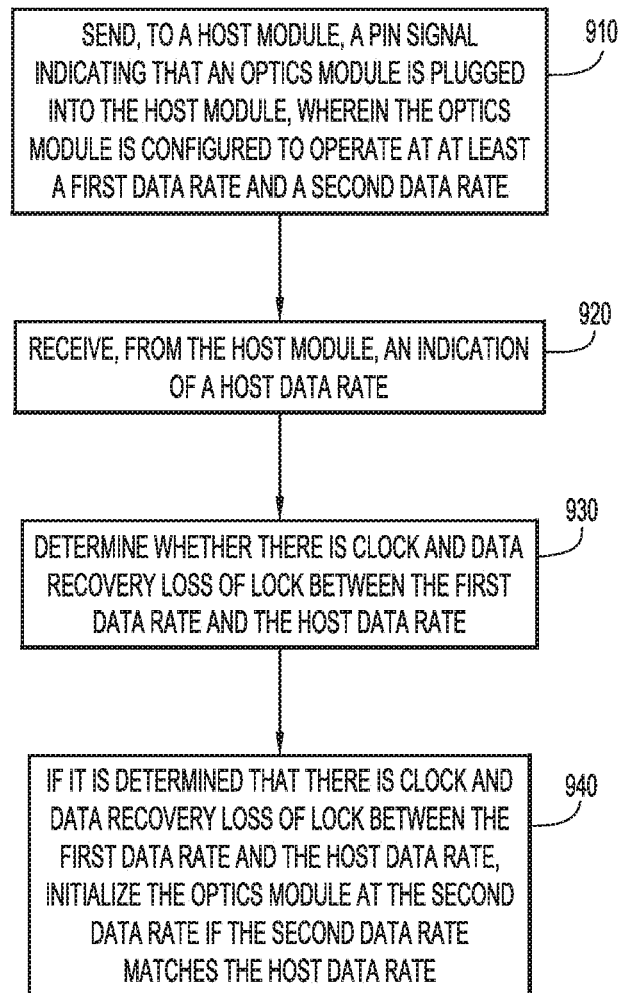 SEND, TO A HOST MODULE, A PIN SIGNAL
INDICATING THAT AN OPTICS MODULE IS PLUGGED
INTO THE HOST MODULE, WHEREIN THE OPTICS
MODULE IS CONFIGURED TO OPERATE AT AT LEAST
A FIRST DATA RATE AND A SECOND DATA RATE
910
RECEIVE, FROM THE HOST MODULE, AN INDICATION
OF A HOST DATA RATE
920
DETERMINE WHETHER THERE IS CLOCK AND DATA
RECOVERY LOSS OF LOCK BETWEEN THE FIRST
DATA RATE AND THE HOST DATA RATE
930
IF IT IS DETERMINED THAT THERE IS CLOCK AND
DATA RECOVERY LOSS OF LOCK BETWEEN THE
FIRST DATA RATE AND THE HOST DATA RATE,
INITIALIZE THE OPTICS MODULE AT THE SECOND
DATA RATE IF THE SECOND DATA RATE
MATCHES THE HOST DATA RATE
940